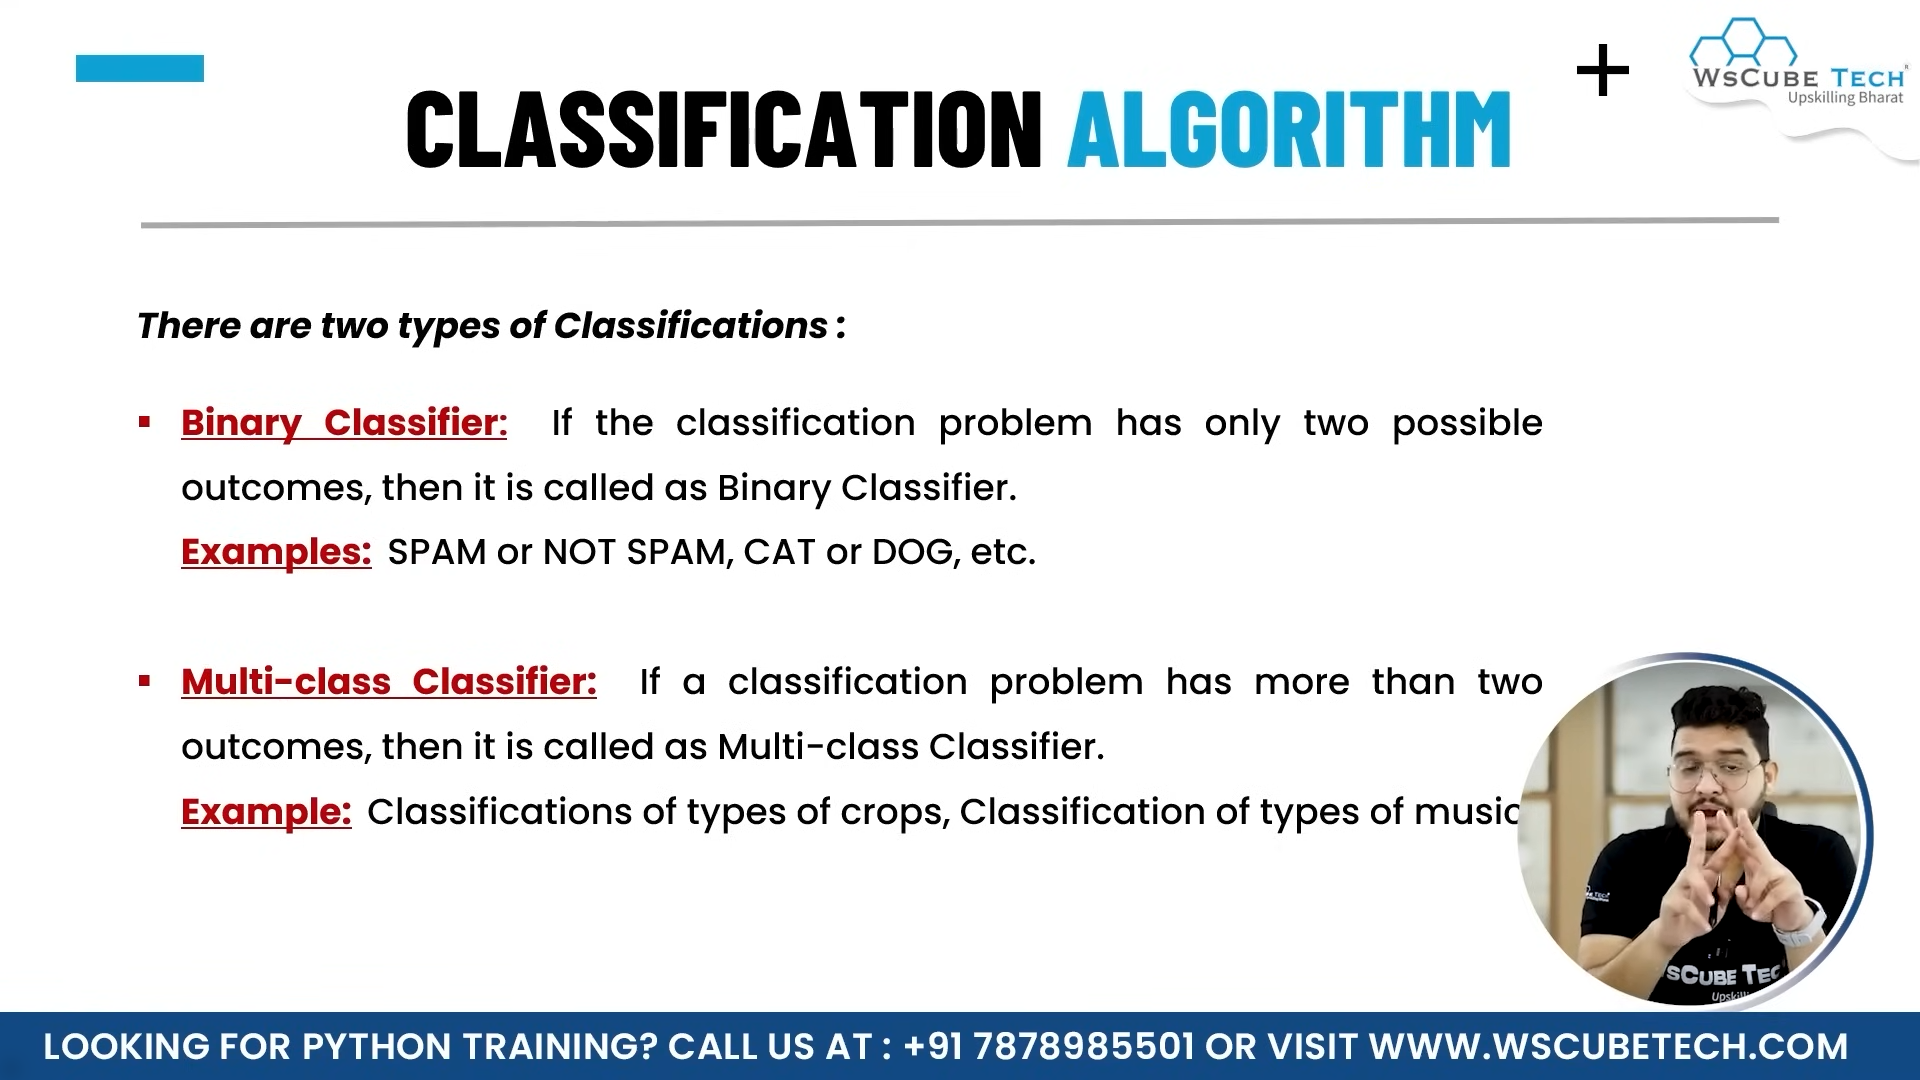 WSCUBE TECH
Upskilling Bharat
CLASSIFICATION ALGORITHM
There are two types of Classifications :
▪ Binary Classifier: If the classification problem has only two possible
outcomes, then it is called as Binary Classifier.
Examples: SPAM or NOT SPAM, CAT or DOG, etc.
▪ Multi-class Classifier: If a classification problem has more than two
outcomes, then it is called as Multi-class Classifier.
Example: Classifications of types of crops, Classification of types of music
SCUBE TEC
Upskilli
LOOKING FOR PYTHON TRAINING? CALL US AT : +91 7878985501 OR VISIT WWW.WSCUBETECH.COM